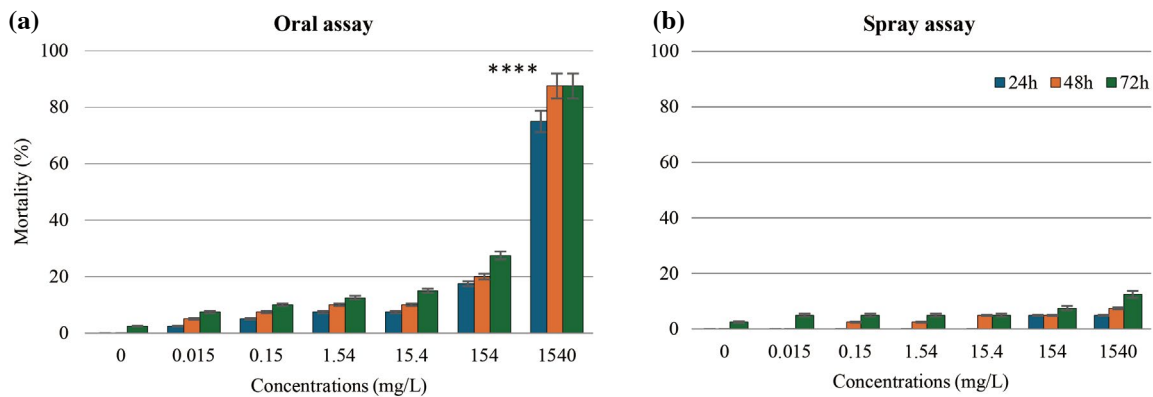 (a)
Oral assay
100
80
60
40
20
0
Mortality (%)
****
0 0.015 0.15 1.54 15.4 154 1540
Concentrations (mg/L)
(b)
Spray assay
24h 48h 72h
100
80
60
40
20
0
0 0.015 0.15 1.54 15.4 154 1540
Concentrations (mg/L)